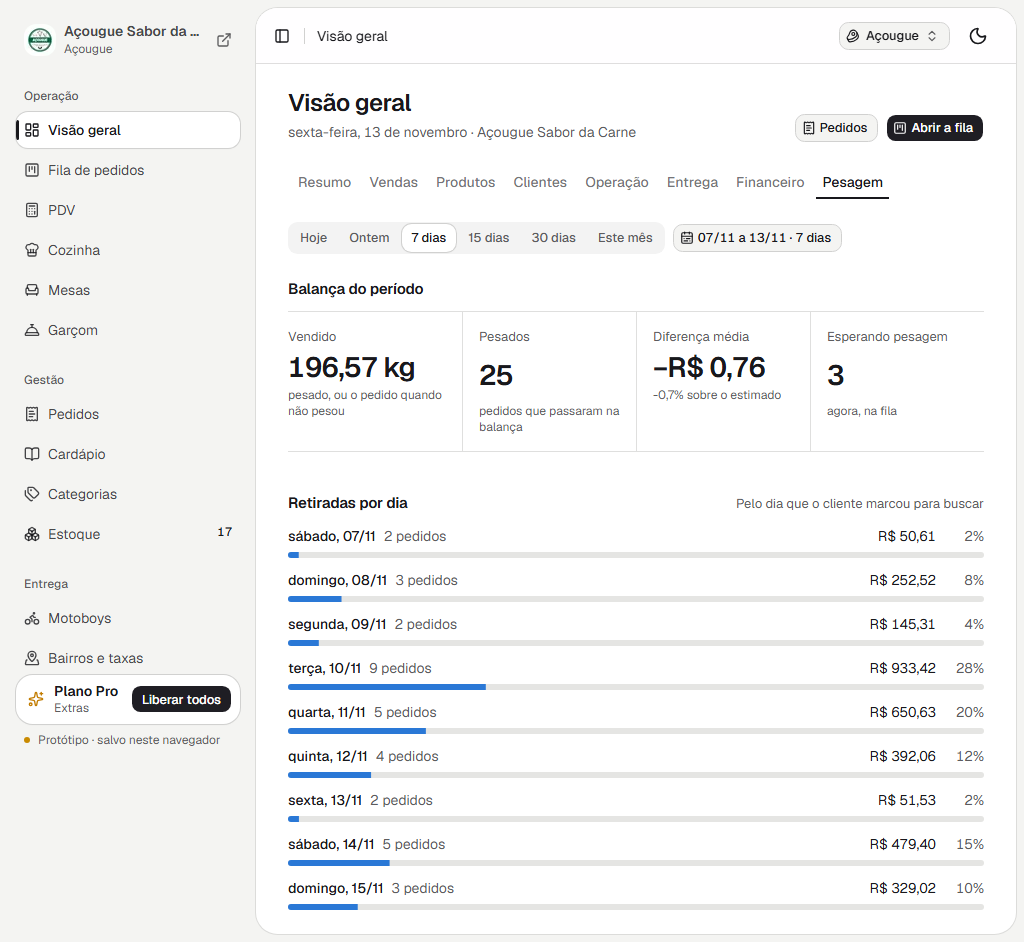 Açougue Sabor da ...
Açougue
Operação
Visão geral
Fila de pedidos
PDV
Cozinha
Mesas
Garçom
Gestão
Pedidos
Cardápio
Categorias
Estoque 17
Entrega
Motoboys
Bairros e taxas
Plano Pro
Extras
Liberar todos
Protótipo · salvo neste navegador
Visão geral
Açougue
Visão geral
sexta-feira, 13 de novembro · Açougue Sabor da Carne
Pedidos
Abrir a fila
Resumo Vendas Produtos Clientes Operação Entrega Financeiro Pesagem
Hoje Ontem 7 dias 15 dias 30 dias Este mês 07/11 a 13/11 · 7 dias
Balança do período
Vendido
196,57 kg
pesado, ou o pedido quando
não pesou
Pesados
25
pedidos que passaram na
balança
Diferença média
−R$ 0,76
-0,7% sobre o estimado
Esperando pesagem
3
agora, na fila
Retiradas por dia
Pelo dia que o cliente marcou para buscar
sábado, 07/11 2 pedidos R$ 50,61 2%
domingo, 08/11 3 pedidos R$ 252,52 8%
segunda, 09/11 2 pedidos R$ 145,31 4%
terça, 10/11 9 pedidos R$ 933,42 28%
quarta, 11/11 5 pedidos R$ 650,63 20%
quinta, 12/11 4 pedidos R$ 392,06 12%
sexta, 13/11 2 pedidos R$ 51,53 2%
sábado, 14/11 5 pedidos R$ 479,40 15%
domingo, 15/11 3 pedidos R$ 329,02 10%